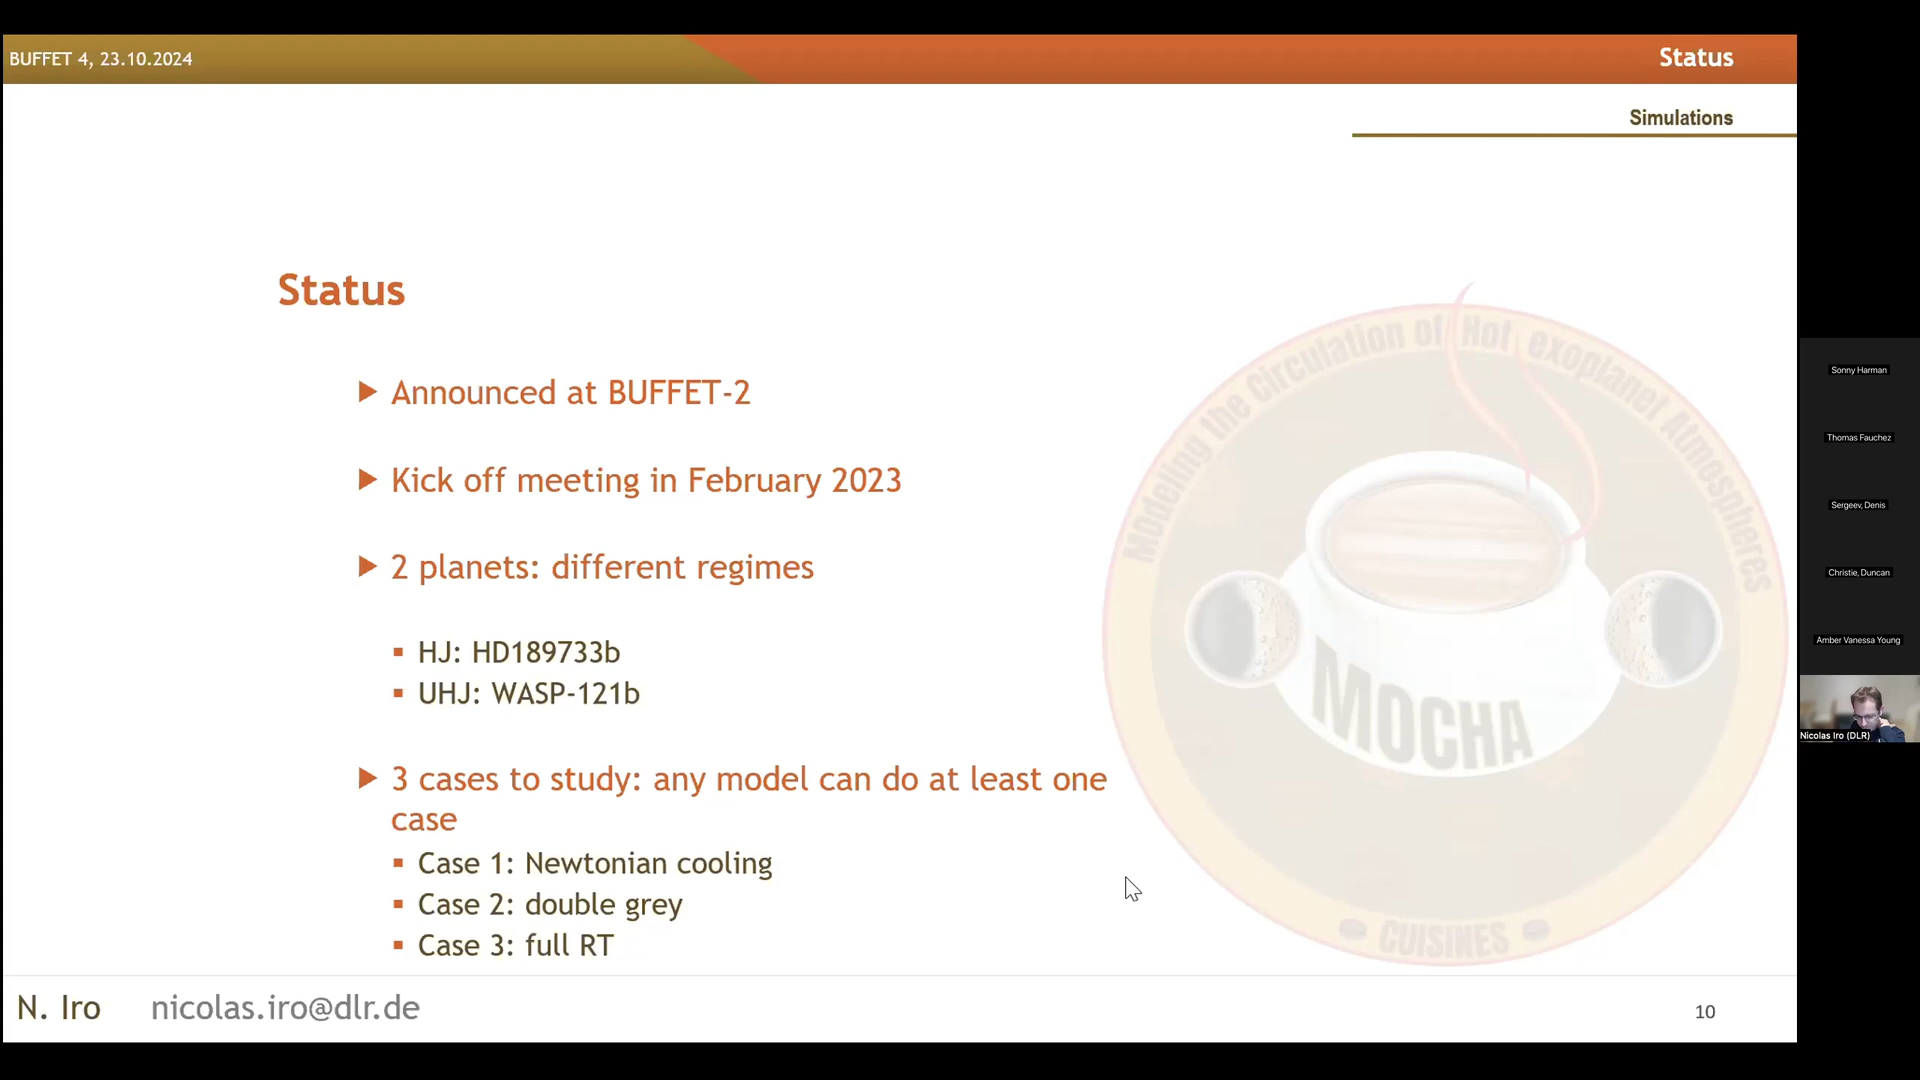 BUFFET 4, 23.10.2024
Status
Simulations
Status
Announced at BUFFET-2
Kick off meeting in February 2023
2 planets: different regimes
HJ: HD189733b
UHJ: WASP-121b
3 cases to study: any model can do at least one
case
Case 1: Newtonian cooling
Case 2: double grey
Case 3: full RT
Modeling the Circulation of Hot exoplanet Atmospheres
MOCHA
CUISINES
N. Iro nicolas.iro@dlr.de
10
Sonny Harman
Thomas Fauchez
Sergeev, Denis
Christie, Duncan
Amber Vanessa Young
Nicolas Iro (DLR)